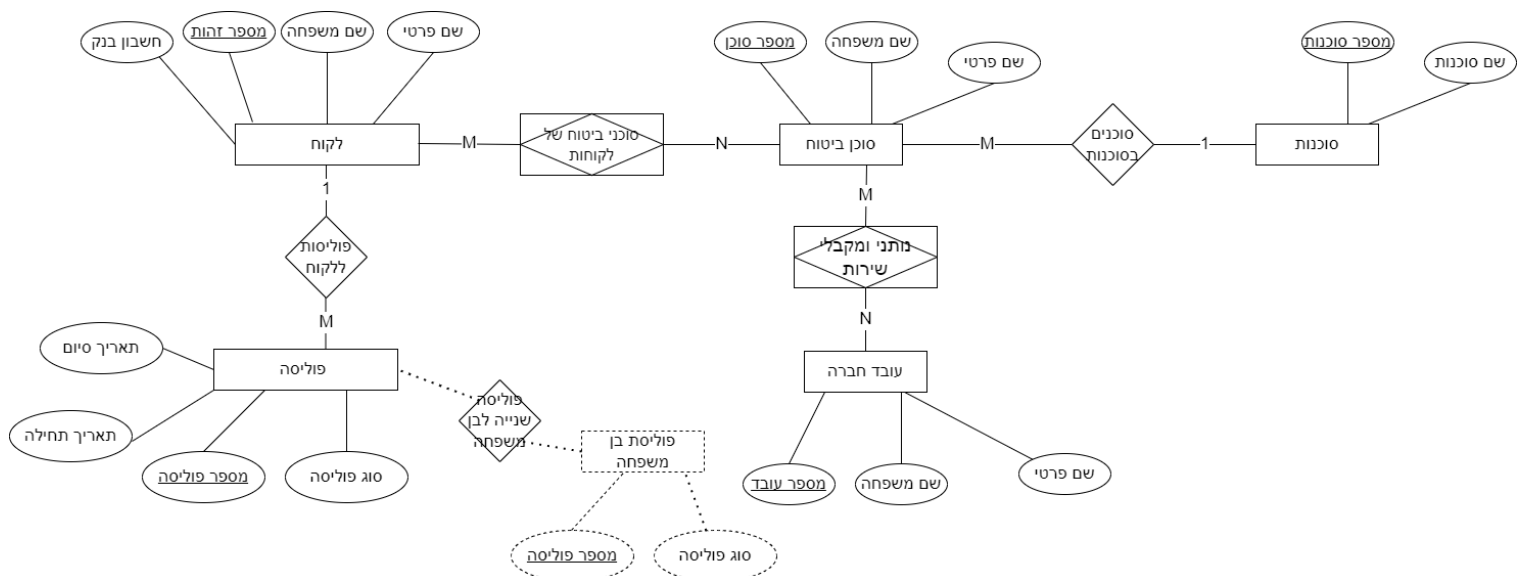 שם פרטי
שם משפחה
מספר זהות
חשבון בנק
שם פרטי
שם משפחה
מספר סוכן
שם סוכנות
מספר סוכנות
לקוח
M
סוכני ביטוח של
לקוחות
N
סוכן ביטוח
M
סוכנים
בסוכנות
1
סוכנות
1
פוליסות
ללקוח
M
M
נותני ומקבלי
שירות
N
פוליסה
תאריך סיום
תאריך תחילה
מספר פוליסה
סוג פוליסה
פוליסה
שנייה לבן
משפחה
פוליסת בן
משפחה
מספר פוליסה
סוג פוליסה
עובד חברה
שם פרטי
שם משפחה
מספר עובד